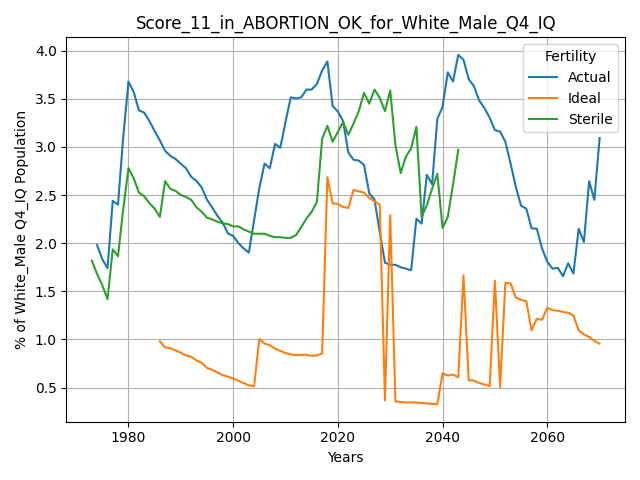 Score_11_in_ABORTION_OK_for_White_Male_Q4_IQ
Fertility
Actual
Ideal
Sterile
% of White_Male Q4_IQ Population
4.0
3.5
3.0
2.5
2.0
1.5
1.0
0.5
1980 2000 2020 2040 2060
Years